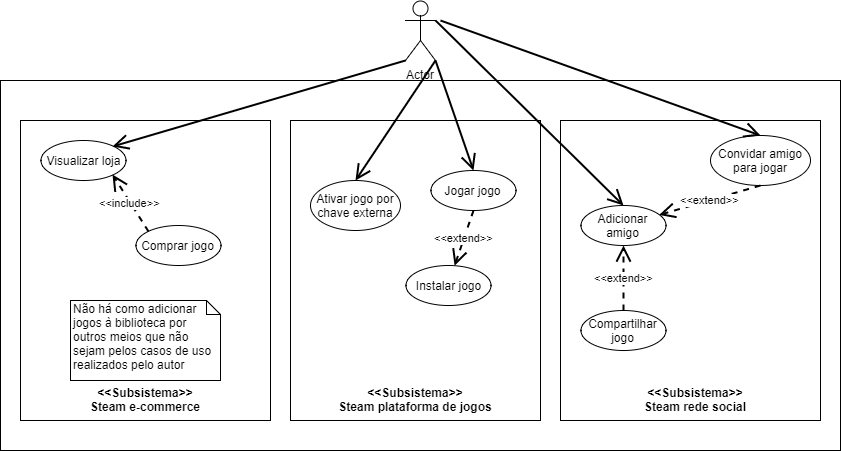 Actor
Visualizar loja
<<include>>
Comprar jogo
Não há como adicionar
jogos à biblioteca por
outros meios que não
sejam pelos casos de uso
realizados pelo autor
<<Subsistema>>
Steam e-commerce
Ativar jogo por
chave externa
Jogar jogo
<<extend>>
Instalar jogo
<<Subsistema>>
Steam plataforma de jogos
Convidar amigo
para jogar
<<extend>>
Adicionar
amigo
<<extend>>
Compartilhar
jogo
<<Subsistema>>
Steam rede social